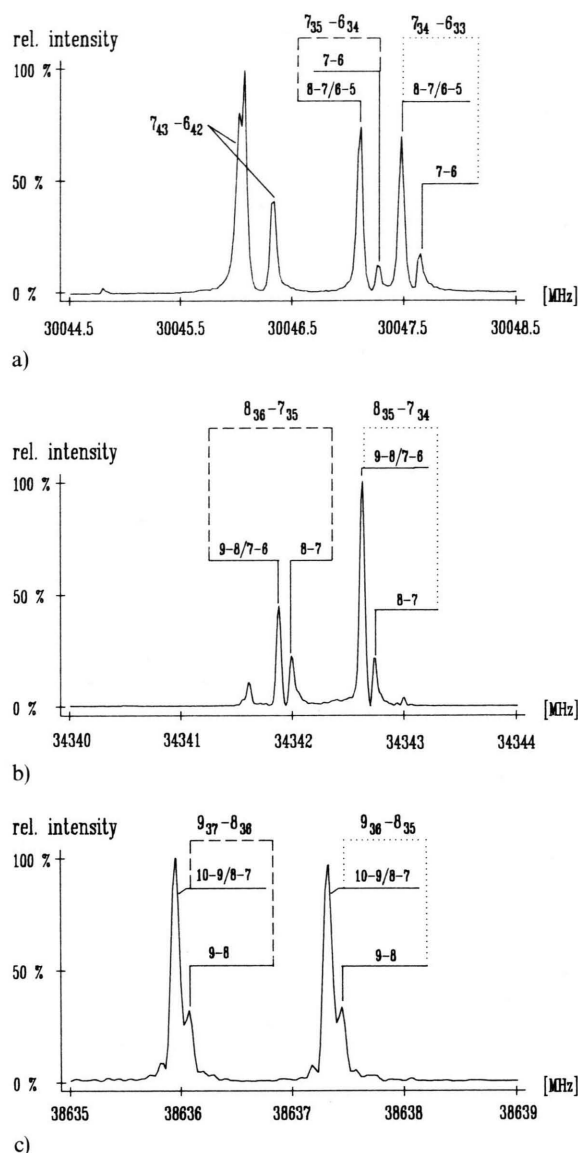 7₃₅-6₃₄ 7₃₄-6₃₃
rel. intensity
7-6
100 % 8-7/6-5 8-7/6-5
7₄₃-6₄₂
50 % 7-6
0 % [MHz]
30044.5 30045.5 30046.5 30047.5 30048.5
a)
8₃₆-7₃₅ 8₃₅-7₃₄
rel. intensity
9-8/7-6
100 %
9-8/7-6 8-7
50 % 8-7
0 % [MHz]
34340 34341 34342 34343 34344
b)
9₃₇-8₃₆ 9₃₆-8₃₅
rel. intensity
100 % 10-9/8-7 10-9/8-7
50 % 9-8 9-8
0 % [MHz]
38635 38636 38637 38638 38639
c)